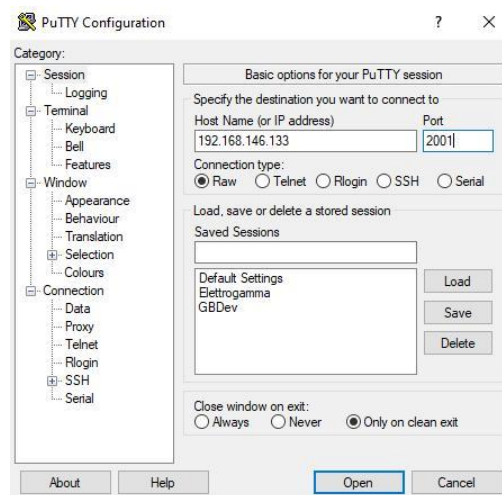 PuTTY Configuration ? ×
Category:
Session
Logging
Terminal
Keyboard
Bell
Features
Window
Appearance
Behaviour
Translation
Selection
Colours
Connection
Data
Proxy
Telnet
Rlogin
SSH
Serial
Basic options for your PuTTY session
Specify the destination you want to connect to
Host Name (or IP address) Port
192.168.146.133 2001
Connection type:
Raw Telnet Rlogin SSH Serial
Load, save or delete a stored session
Saved Sessions
Default Settings
Elettrogamma
GBDev
Load
Save
Delete
Close window on exit:
Always Never Only on clean exit
About Help Open Cancel